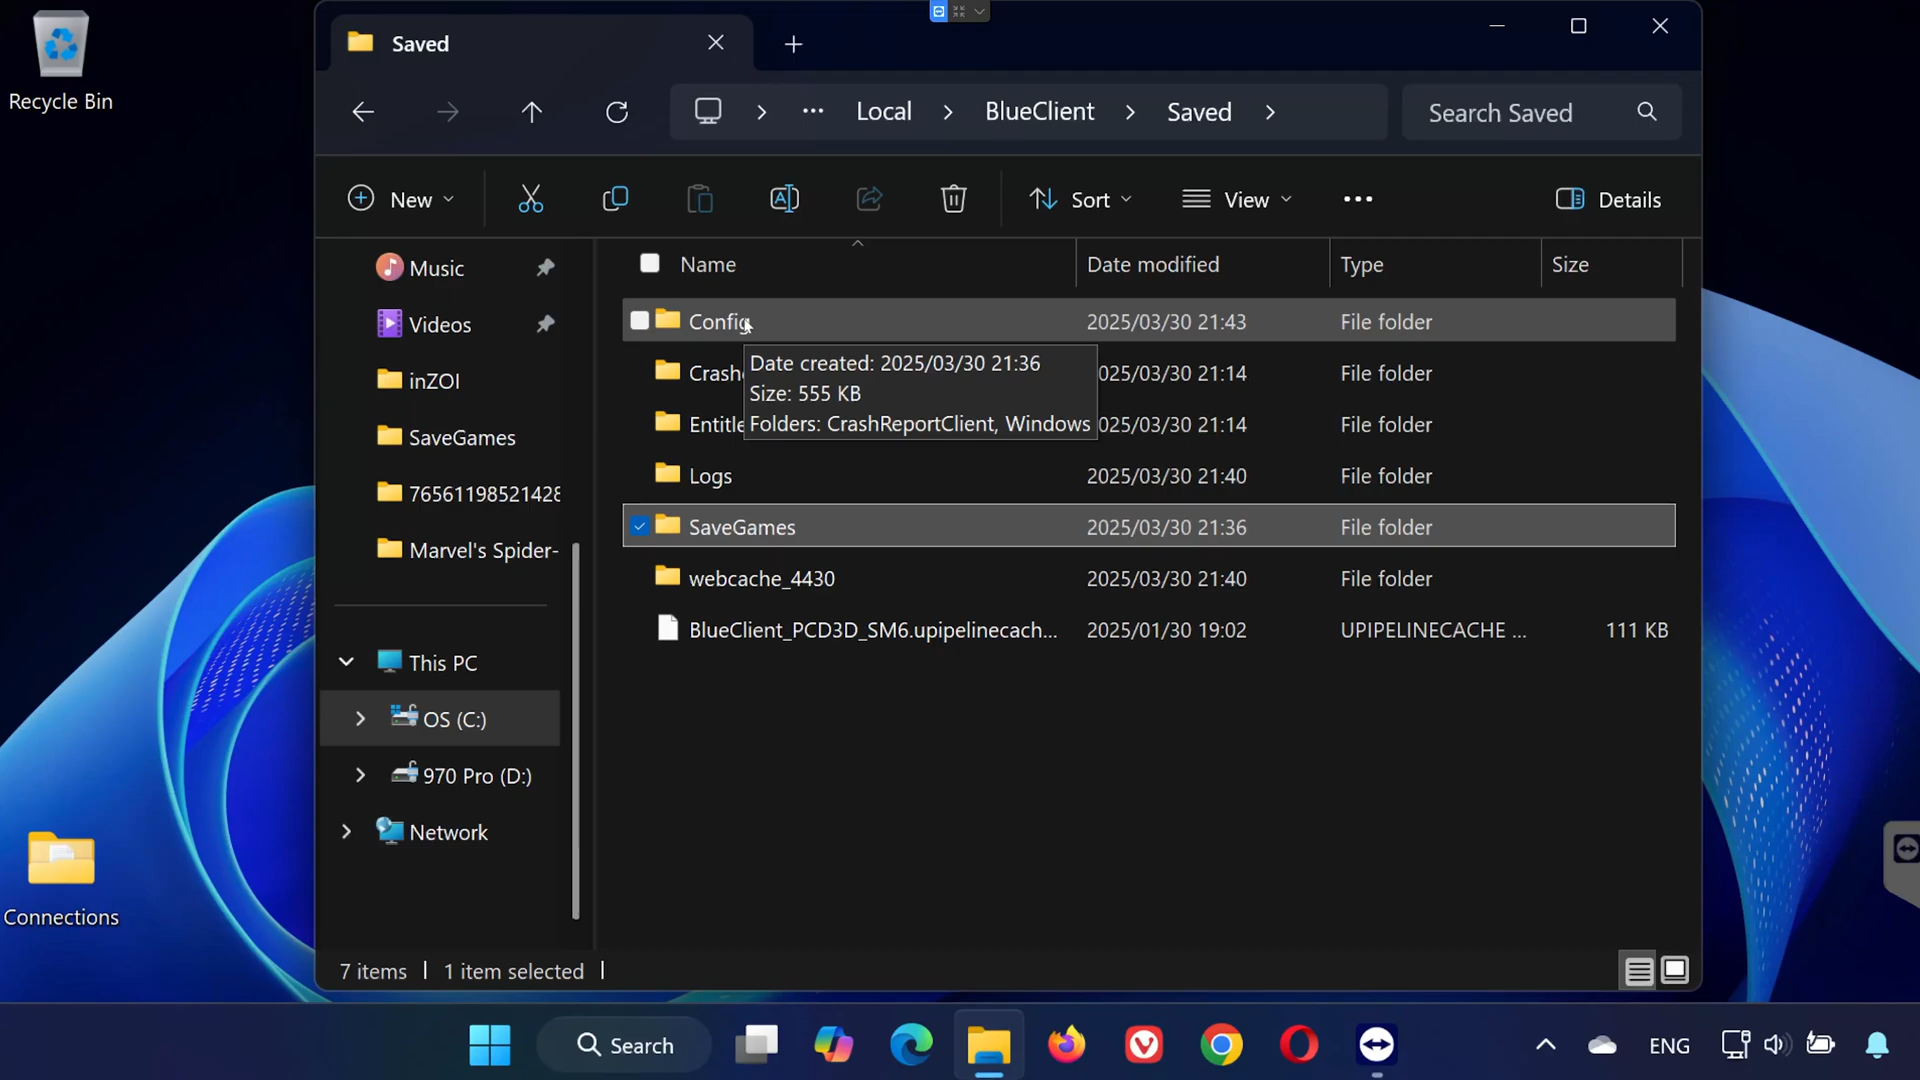 Recycle Bin
Saved
Local
BlueClient
Saved
Search Saved
New
Sort
View
Details
Music
Videos
inZOI
SaveGames
76561198521428
Marvel's Spider-
This PC
OS (C:)
970 Pro (D:)
Network
Name Date modified Type Size
Config 2025/03/30 21:43 File folder
Crash 2025/03/30 21:14 File folder
Entitle 2025/03/30 21:14 File folder
Logs 2025/03/30 21:40 File folder
SaveGames 2025/03/30 21:36 File folder
webcache_4430 2025/03/30 21:40 File folder
BlueClient_PCD3D_SM6.upipelinecach... 2025/01/30 19:02 UPIPELINECACHE ... 111 KB
Date created: 2025/03/30 21:36
Size: 555 KB
Folders: CrashReportClient, Windows
7 items 1 item selected
Connections
Search
ENG